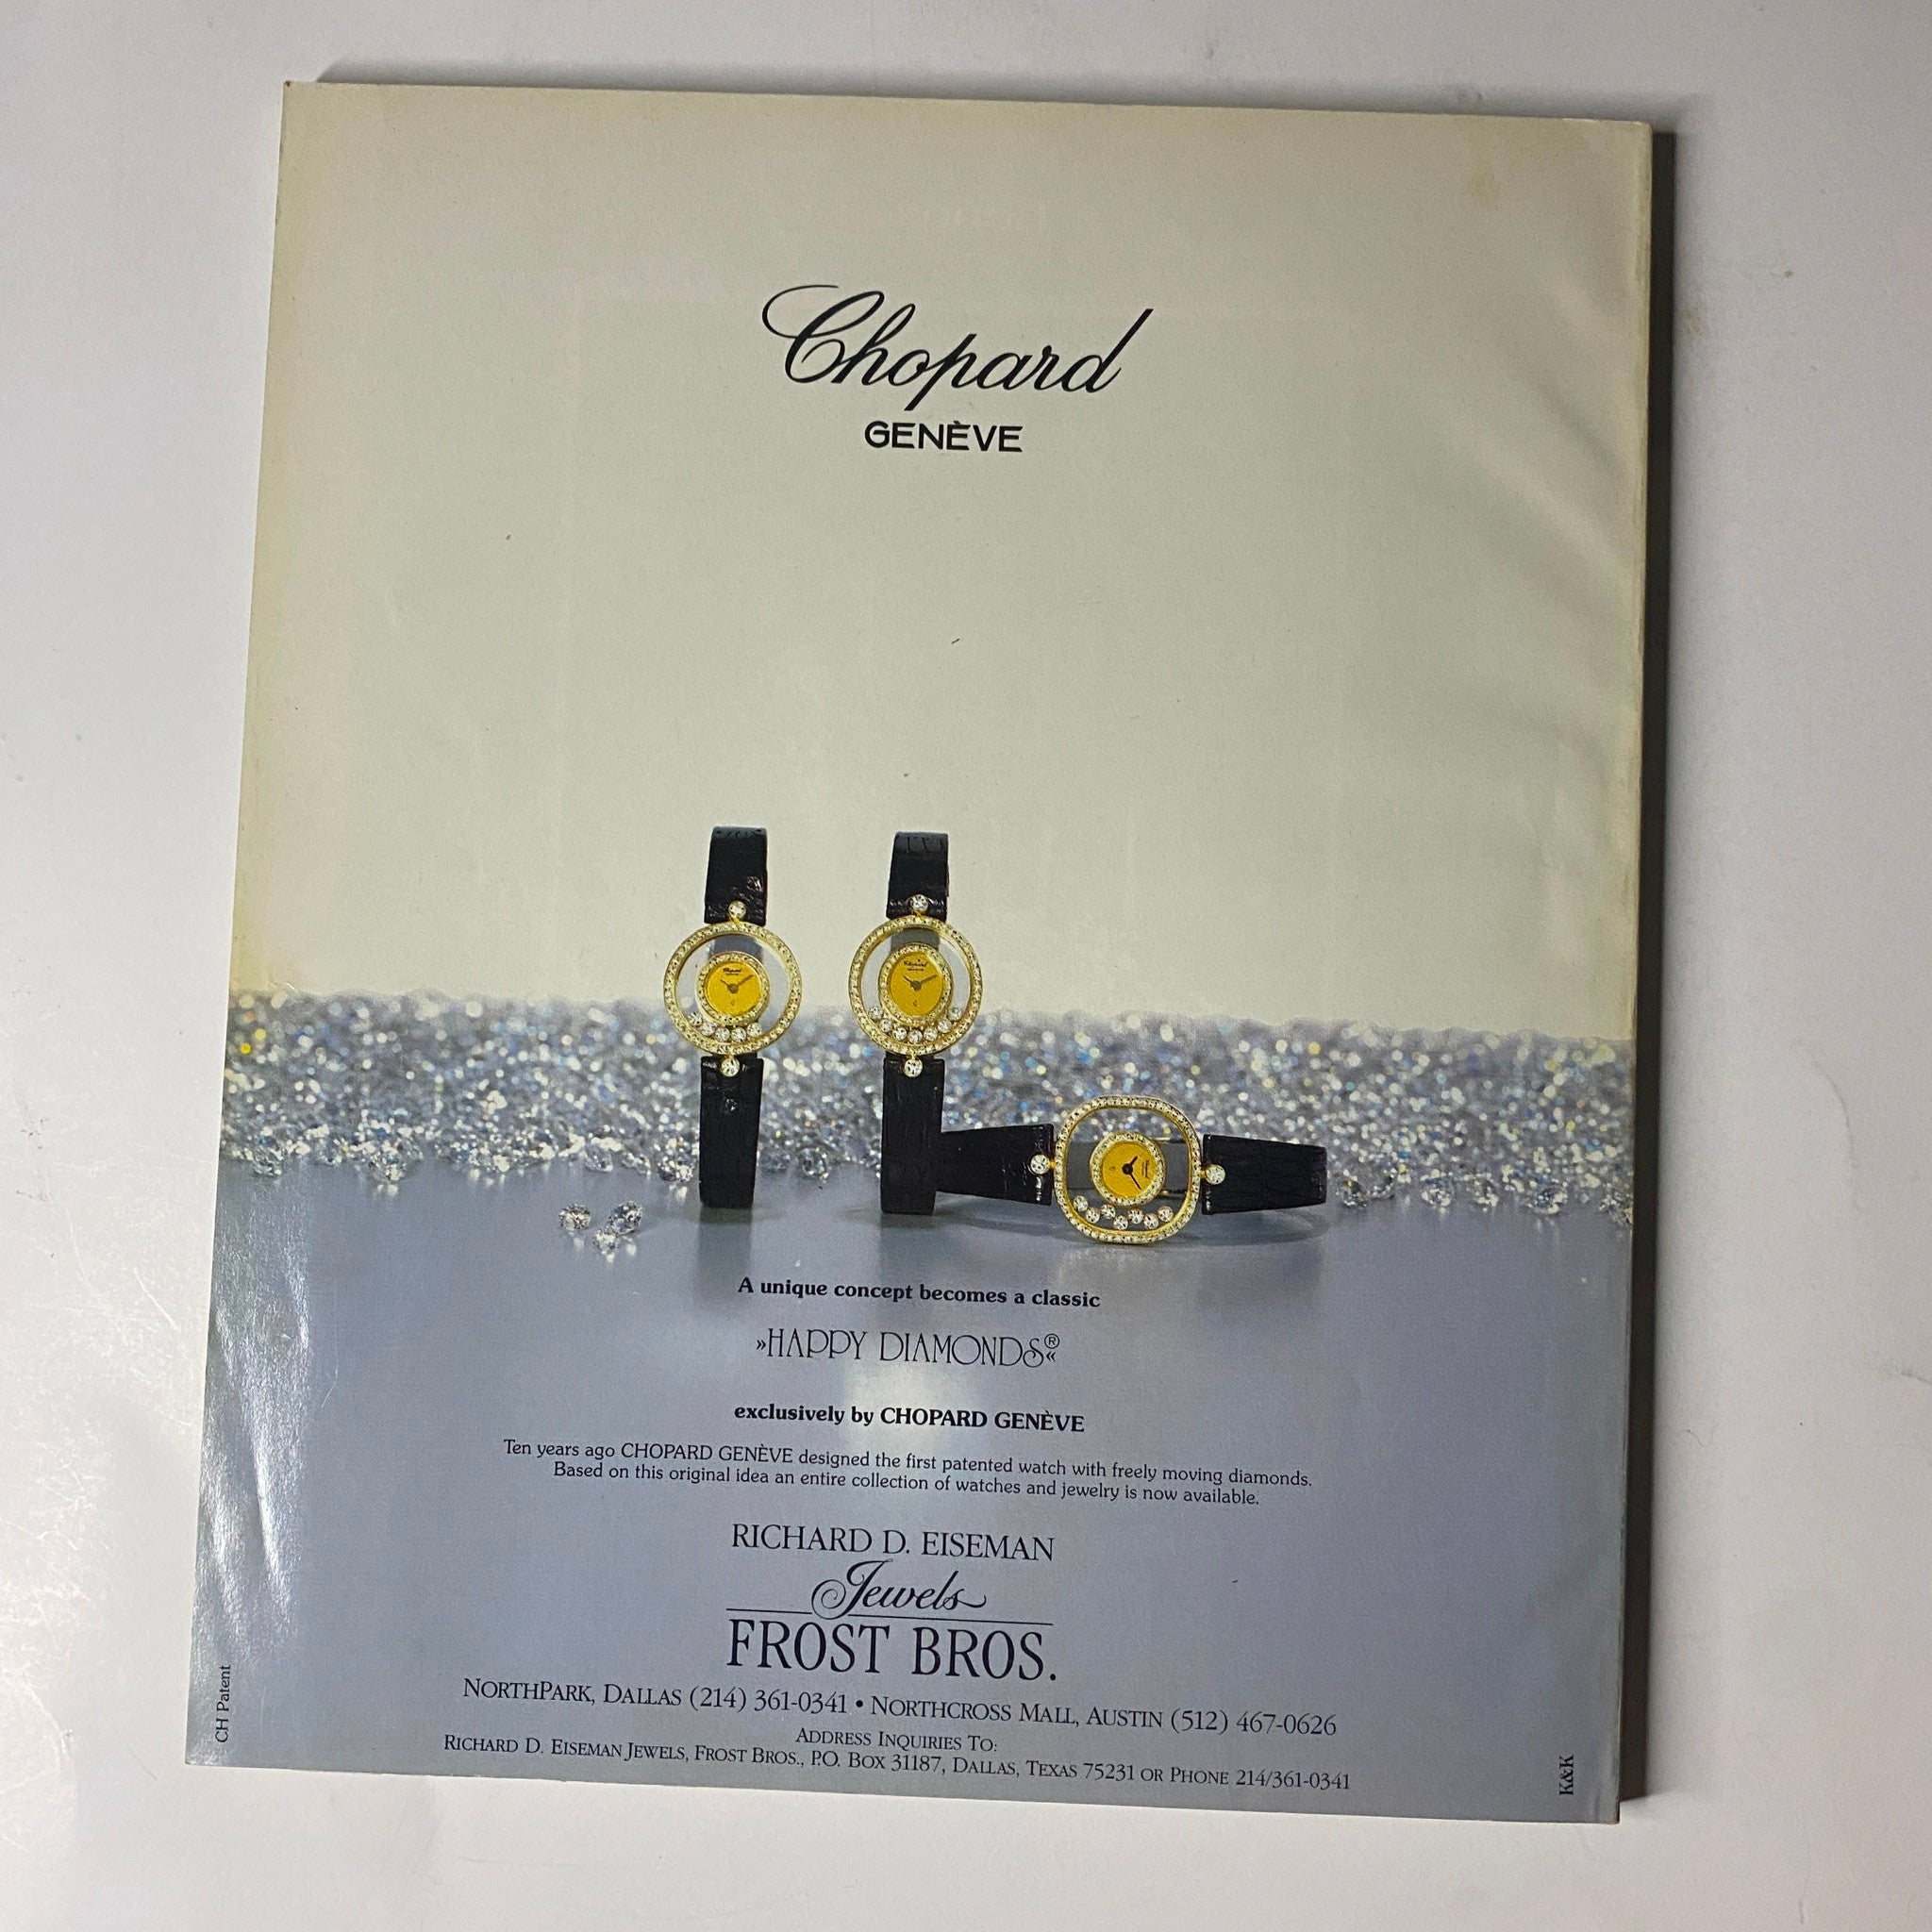 Chopard
GENÈVE
Chopard
Chopard
A unique concept becomes a classic
»HAPPY DIAMONDS®«
exclusively by CHOPARD GENÈVE
Ten years ago CHOPARD GENÈVE designed the first patented watch with freely moving diamonds.
Based on this original idea an entire collection of watches and jewelry is now available.
RICHARD D. EISEMAN
Jewels
FROST BROS.
NORTHPARK, DALLAS (214) 361-0341 • NORTHCROSS MALL, AUSTIN (512) 467-0626
ADDRESS INQUIRIES TO:
RICHARD D. EISEMAN JEWELS, FROST BROS., P.O. BOX 31187, DALLAS, TEXAS 75231 OR PHONE 214/361-0341
CH Patent
K&K